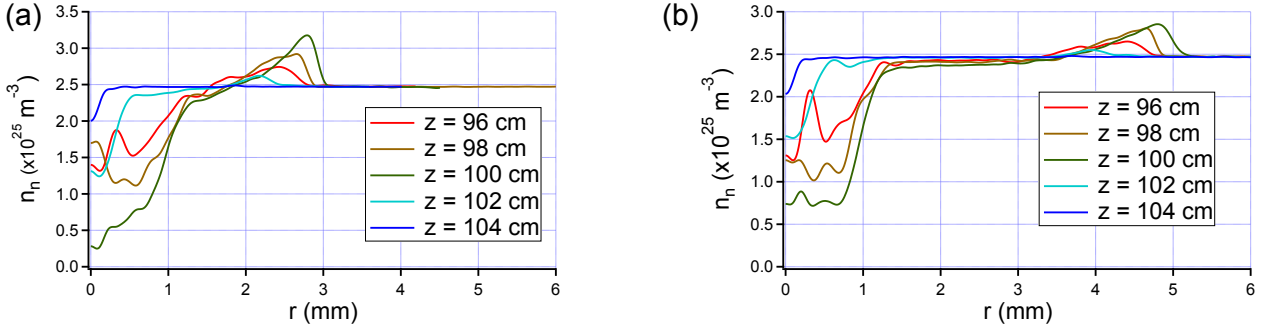 (a)
3.5
3.0
2.5
2.0
1.5
1.0
0.5
0.0
n_n (x10^25 m^-3)
0 1 2 3 4 5 6
r (mm)
z = 96 cm
z = 98 cm
z = 100 cm
z = 102 cm
z = 104 cm
(b)
3.0
2.5
2.0
1.5
1.0
0.5
0.0
n_n (x10^25 m^-3)
0 1 2 3 4 5 6
r (mm)
z = 96 cm
z = 98 cm
z = 100 cm
z = 102 cm
z = 104 cm